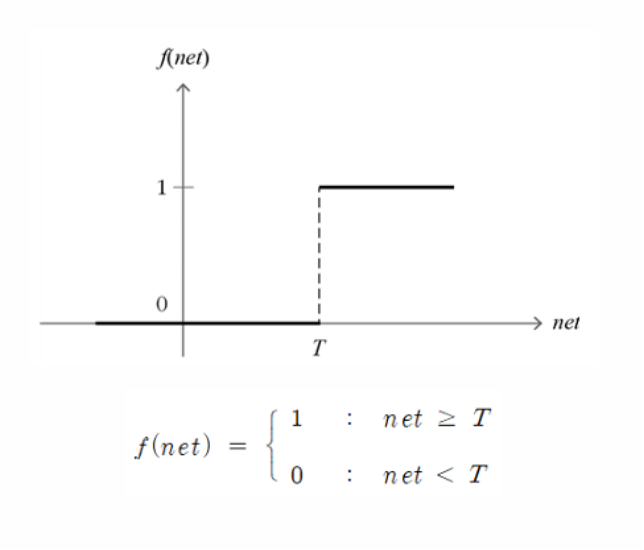 f(net)
1
0
net
T
f(net) = { 1 : net ≥ T
0 : net < T